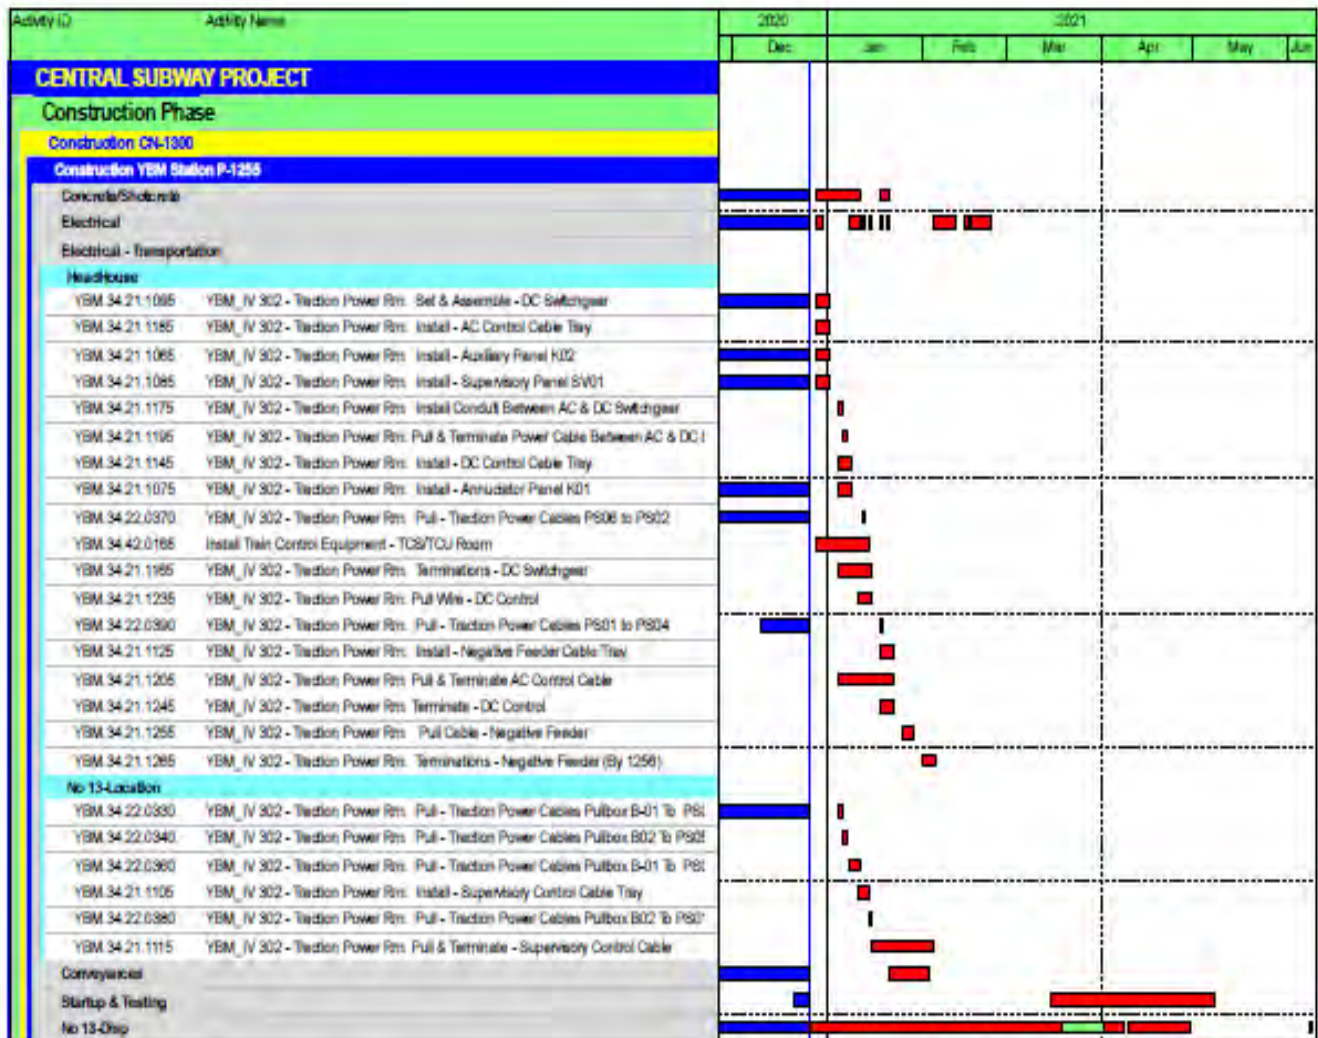 Activity ID Activity Name 2020 2021
Dec Jan Feb Mar Apr May Jun
CENTRAL SUBWAY PROJECT
Construction Phase
Construction CN-1300
Construction YBM Station P-1255
Concrete/Shotcrete
Electrical
Electrical - Transportation
HeadHouse
YBM.34.21.1095 YBM_IV 302 - Traction Power Rm. Set & Assemble - DC Switchgear
YBM.34.21.1185 YBM_IV 302 - Traction Power Rm. Install - AC Control Cable Tray
YBM.34.21.1065 YBM_IV 302 - Traction Power Rm. Install - Auxiliary Panel K02
YBM.34.21.1085 YBM_IV 302 - Traction Power Rm. Install - Supervisory Panel SV01
YBM.34.21.1175 YBM_IV 302 - Traction Power Rm. Install Conduit Between AC & DC Switchgear
YBM.34.21.1195 YBM_IV 302 - Traction Power Rm. Pull & Terminate Power Cable Between AC & DC
YBM.34.21.1145 YBM_IV 302 - Traction Power Rm. Install - DC Control Cable Tray
YBM.34.21.1075 YBM_IV 302 - Traction Power Rm. Install - Annuciator Panel K01
YBM.34.22.0370 YBM_IV 302 - Traction Power Rm. Pull - Traction Power Cables PS06 to PS02
YBM.34.42.0165 Install Train Control Equipment - TCS/TCU Room
YBM.34.21.1165 YBM_IV 302 - Traction Power Rm. Terminations - DC Switchgear
YBM.34.21.1235 YBM_IV 302 - Traction Power Rm. Pull Wire - DC Control
YBM.34.22.0390 YBM_IV 302 - Traction Power Rm. Pull - Traction Power Cables PS01 to PS04
YBM.34.21.1125 YBM_IV 302 - Traction Power Rm. Install - Negative Feeder Cable Tray
YBM.34.21.1205 YBM_IV 302 - Traction Power Rm. Pull & Terminate AC Control Cable
YBM.34.21.1245 YBM_IV 302 - Traction Power Rm. Terminate - DC Control
YBM.34.21.1255 YBM_IV 302 - Traction Power Rm. Pull Cable - Negative Feeder
YBM.34.21.1265 YBM_IV 302 - Traction Power Rm. Terminations - Negative Feeder (By 1256)
No 13-Location
YBM.34.22.0330 YBM_IV 302 - Traction Power Rm. Pull - Traction Power Cables Pullbox B-01 To
YBM.34.22.0340 YBM_IV 302 - Traction Power Rm. Pull - Traction Power Cables Pullbox B02 To
YBM.34.22.0360 YBM_IV 302 - Traction Power Rm. Pull - Traction Power Cables Pullbox B-01 To
YBM.34.21.1105 YBM_IV 302 - Traction Power Rm. Install - Supervisory Control Cable Tray
YBM.34.22.0380 YBM_IV 302 - Traction Power Rm. Pull - Traction Power Cables Pullbox B02 To
YBM.34.21.1115 YBM_IV 302 - Traction Power Rm. Pull & Terminate - Supervisory Control Cable
Conveyances
Startup & Testing
No 13-Disp